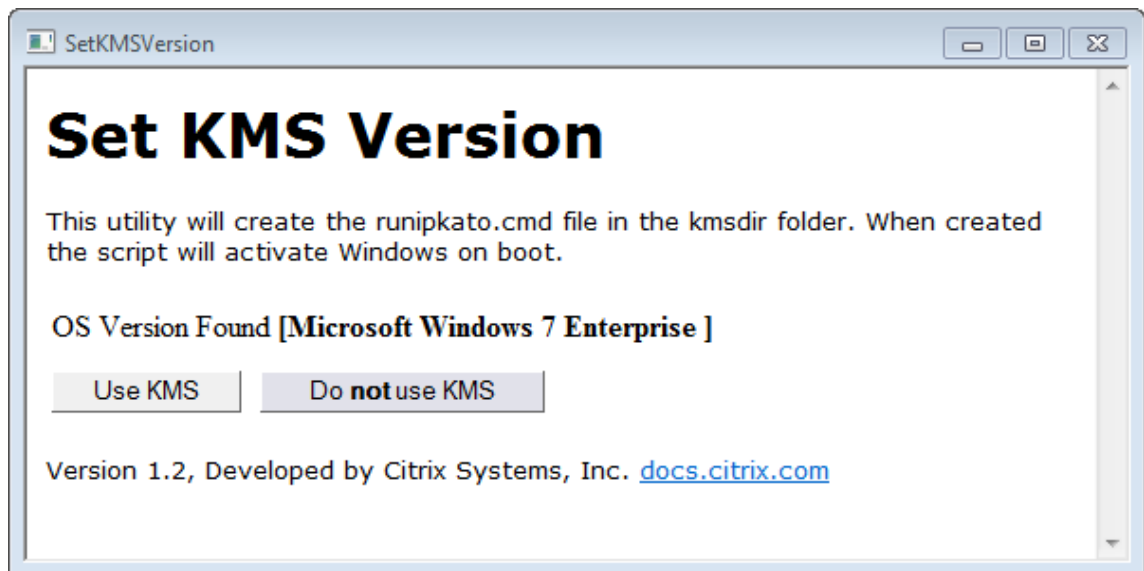 SetKMSVersion
Set KMS Version
This utility will create the runipkato.cmd file in the kmsdir folder. When created
the script will activate Windows on boot.
OS Version Found [Microsoft Windows 7 Enterprise ]
Use KMS Do not use KMS
Version 1.2, Developed by Citrix Systems, Inc. docs.citrix.com